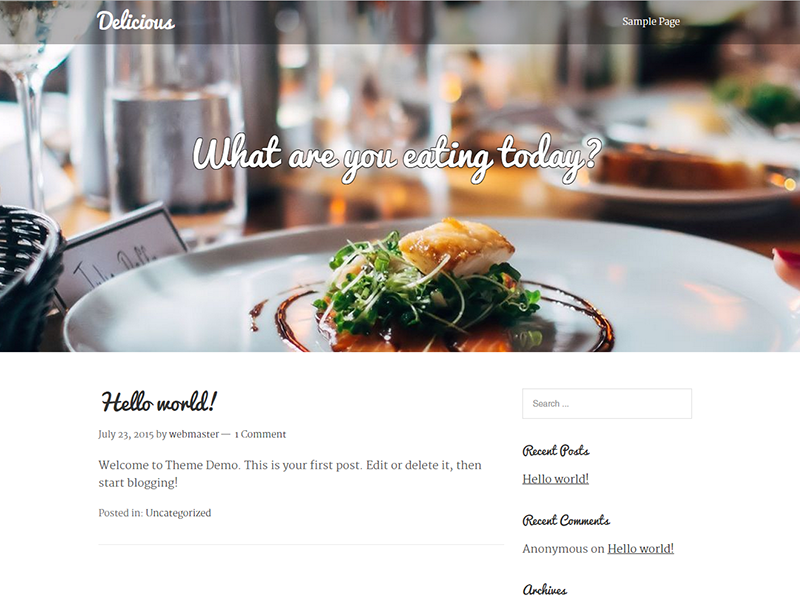 Delicious
Sample Page
What are you eating today?
Hello world!
July 23, 2015 by webmaster — 1 Comment
Welcome to Theme Demo. This is your first post. Edit or delete it, then
start blogging!
Posted in: Uncategorized
Search ...
Recent Posts
Hello world!
Recent Comments
Anonymous on Hello world!
Archives